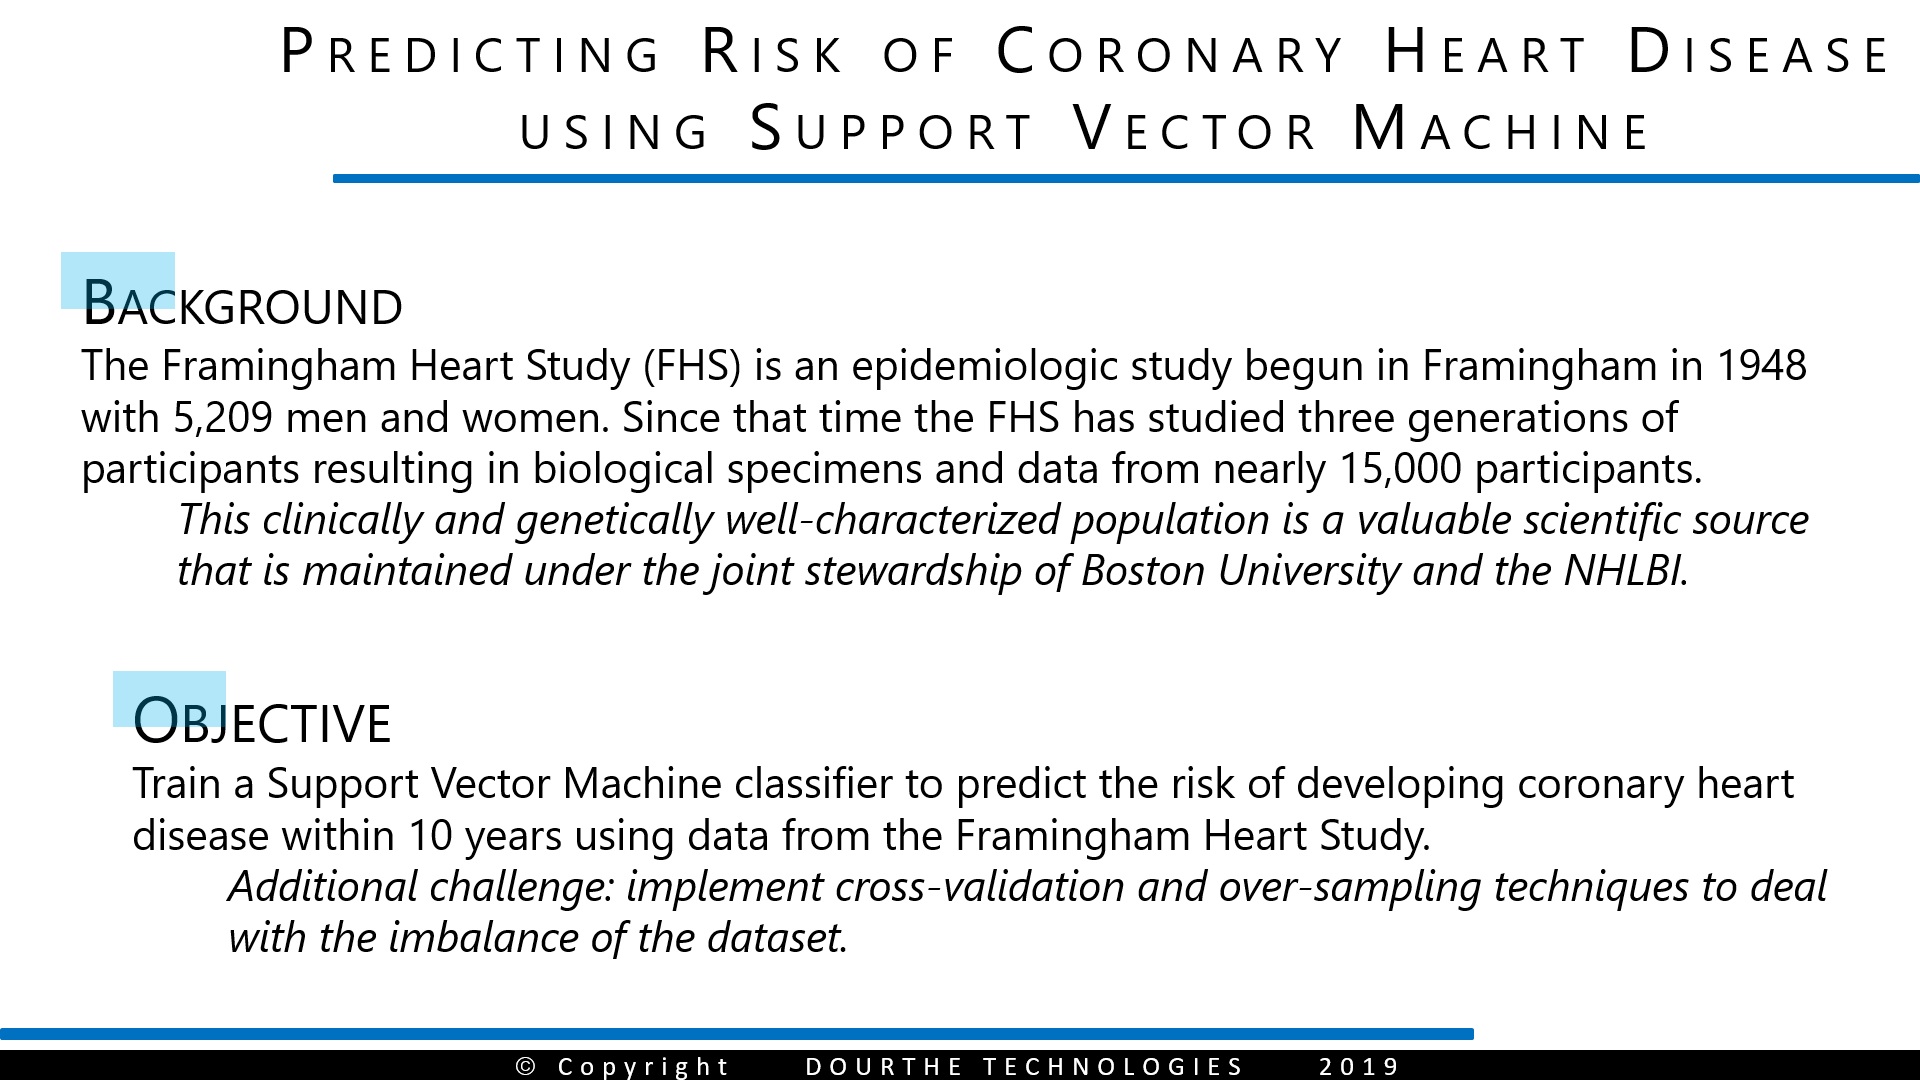 Predicting Risk of Coronary Heart Disease
using Support Vector Machine
Background
The Framingham Heart Study (FHS) is an epidemiologic study begun in Framingham in 1948
with 5,209 men and women. Since that time the FHS has studied three generations of
participants resulting in biological specimens and data from nearly 15,000 participants.
This clinically and genetically well-characterized population is a valuable scientific source
that is maintained under the joint stewardship of Boston University and the NHLBI.
Objective
Train a Support Vector Machine classifier to predict the risk of developing coronary heart
disease within 10 years using data from the Framingham Heart Study.
Additional challenge: implement cross-validation and over-sampling techniques to deal
with the imbalance of the dataset.
© Copyright DOURTHE TECHNOLOGIES 2019